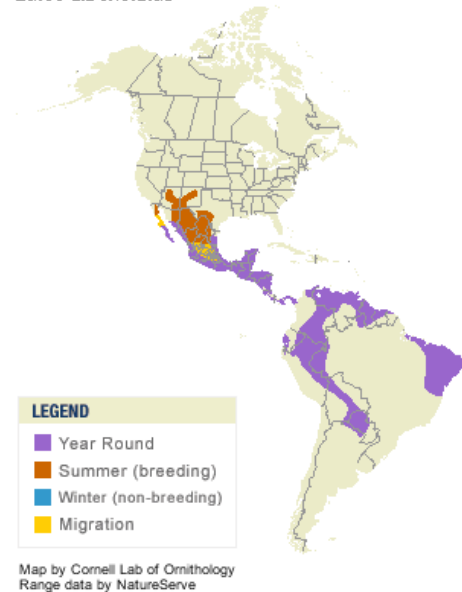 LEGEND
Year Round
Summer (breeding)
Winter (non-breeding)
Migration
Map by Cornell Lab of Ornithology
Range data by NatureServe